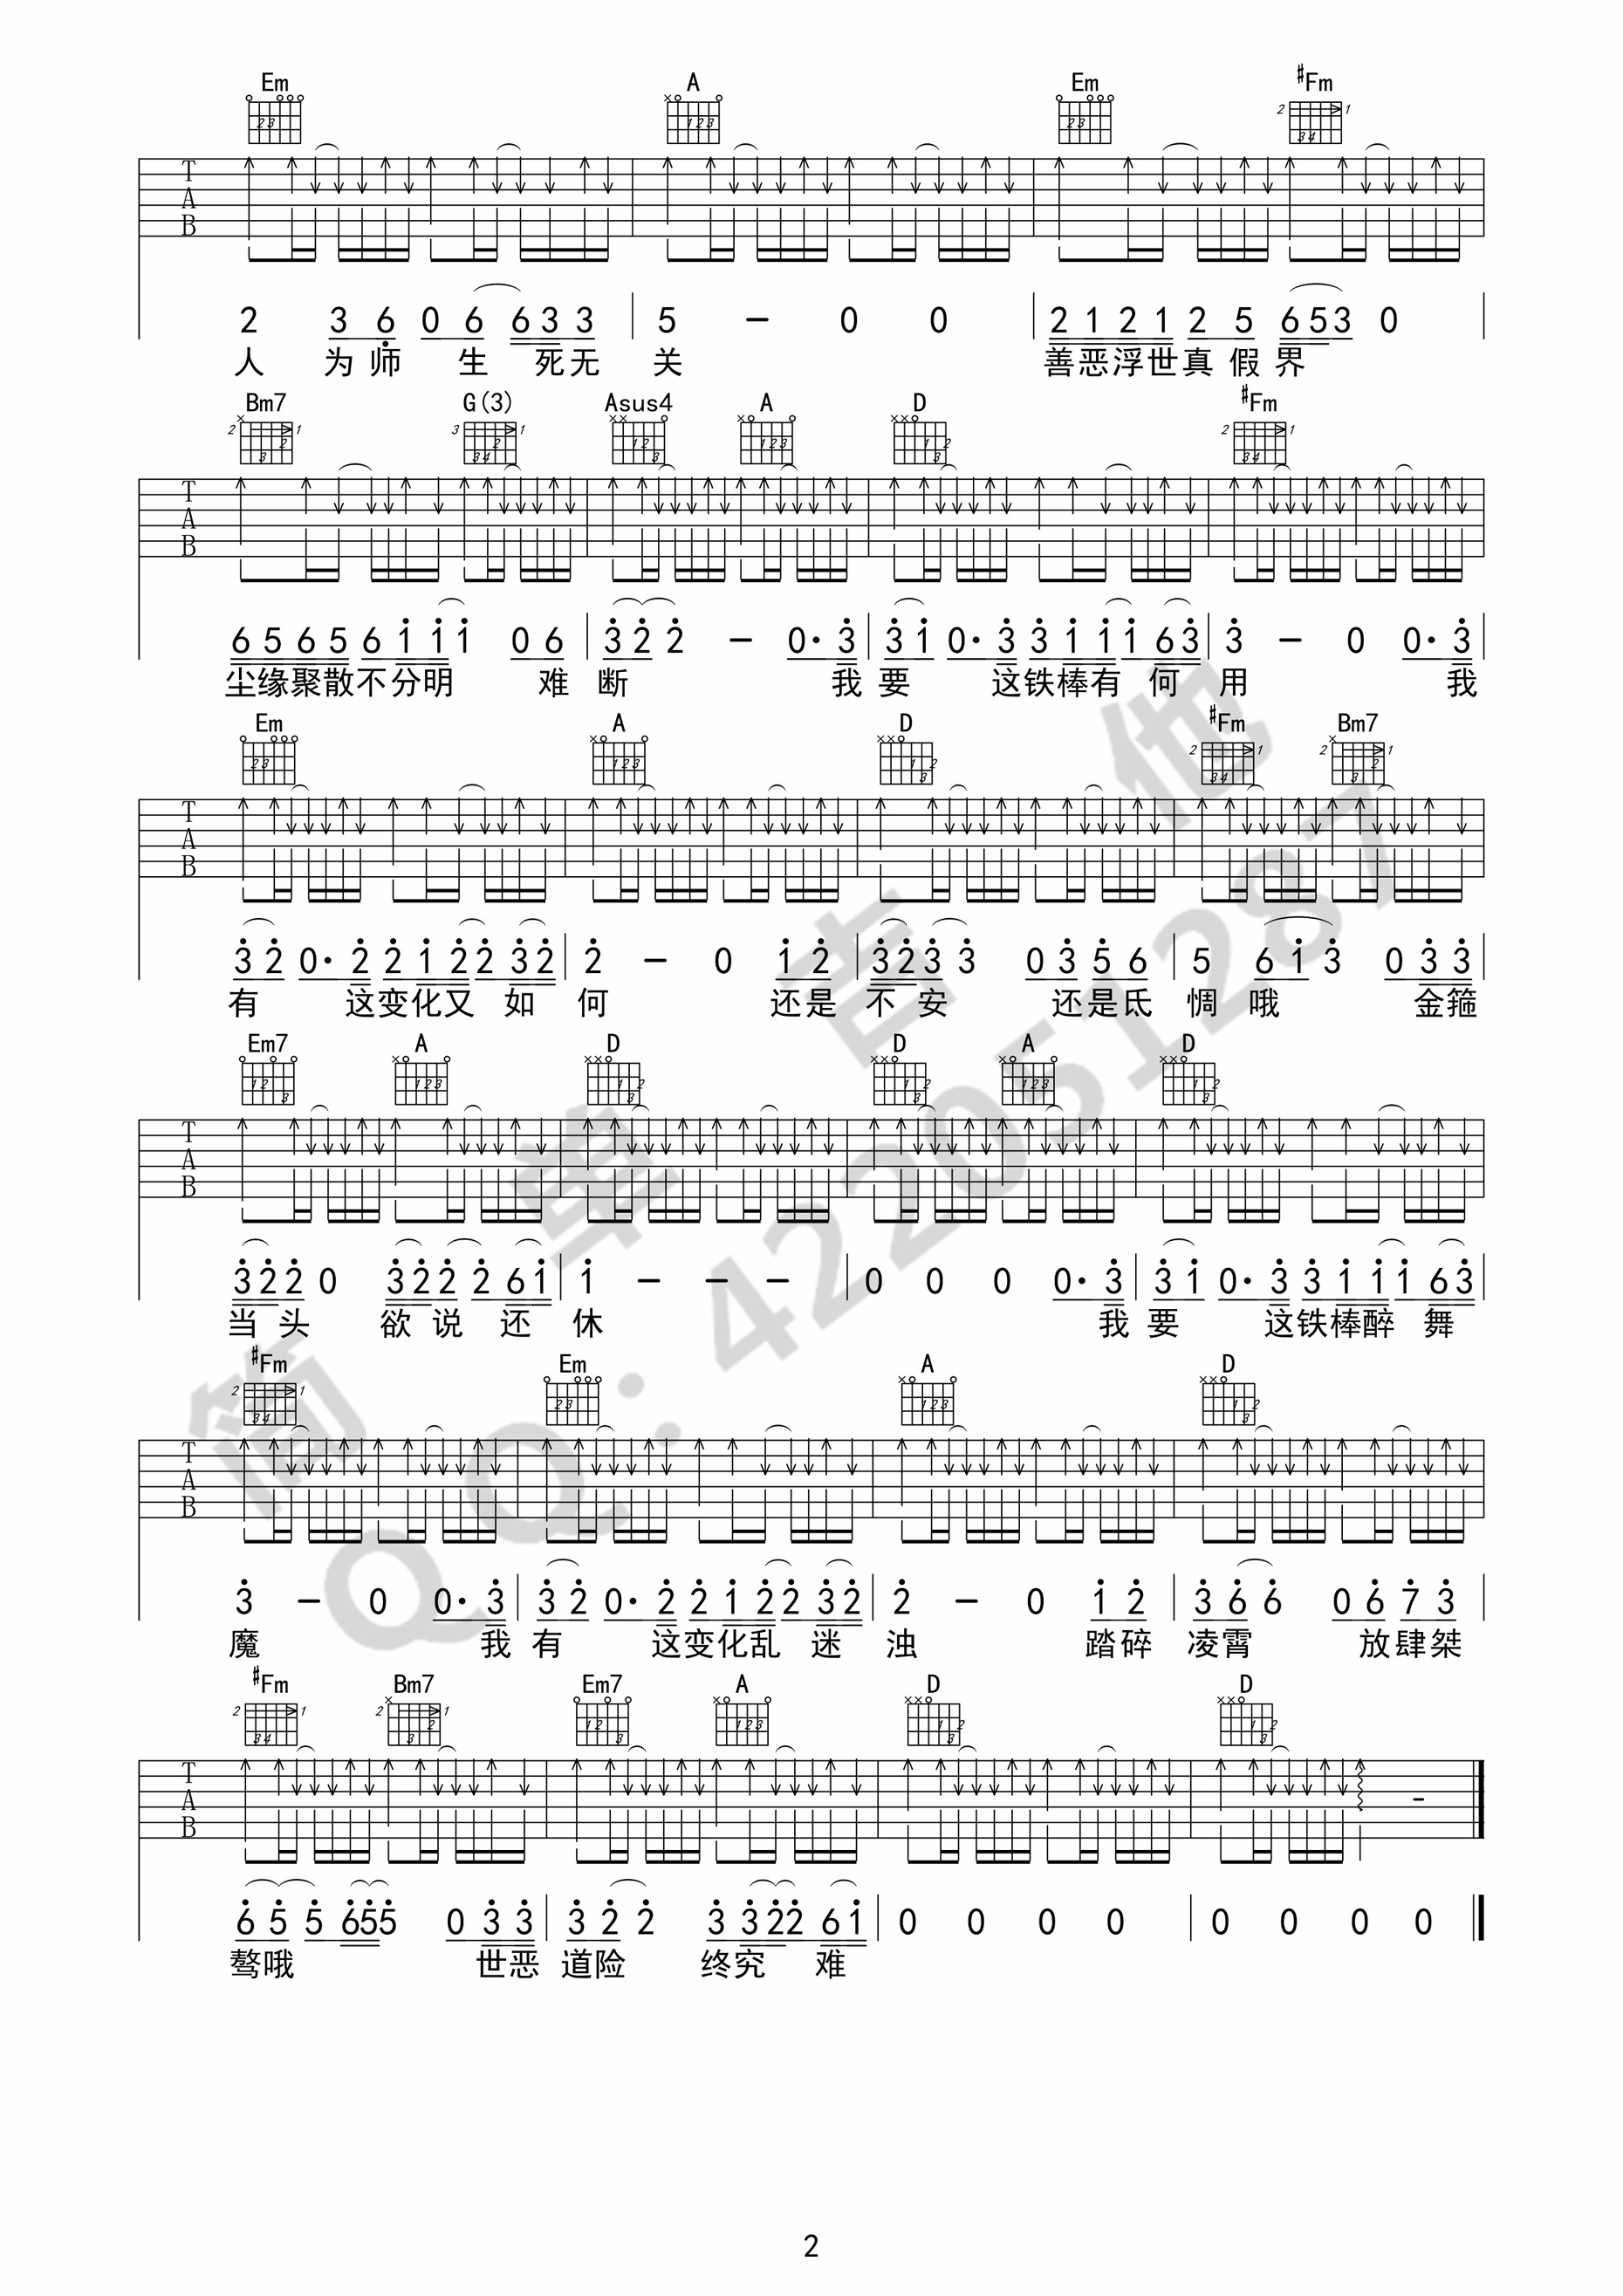 Em A Em #Fm
T A B
2 3 6 0 6 6 3 3 5 - 0 0 2 1 2 1 2 5 6 5 3 0
人 为 师 生 死 无 关 善 恶 浮 世 真 假 界
Bm7 G(3) Asus4 A D #Fm
T A B
6 5 6 5 6 1 1 1 0 6 3 2 2 - 0· 3 3 1 0· 3 3 1 1 1 6 3 3 - 0 0· 3
尘 缘 聚 散 不 分 明 难 断 我 要 这 铁 棒 有 何 用 我
Em A D #Fm Bm7
T A B
3 2 0· 2 2 1 2 2 3 2 2 - 0 1 2 3 2 3 3 0 3 5 6 5 6 1 3 0 3 3
有 这 变 化 又 如 何 还 是 不 安 还 是 氐 惆 哦 金 箍
Em7 A D D A D
T A B
3 2 2 0 3 2 2 2 6 1 1 - - - 0 0 0 0· 3 3 1 0· 3 3 1 1 1 6 3
当 头 欲 说 还 休 我 要 这 铁 棒 醉 舞
#Fm Em A D
T A B
3 - 0 0· 3 3 2 0· 2 2 1 2 2 3 2 2 - 0 1 2 3 6 6 0 6 7 3
魔 我 有 这 变 化 乱 迷 浊 踏 碎 凌 霄 放 肆 桀
#Fm Bm7 Em7 A D D
T A B
6 5 5 6 5 5 0 3 3 3 2 2 3 3 2 2 6 1 0 0 0 0 0 0 0 0
骜 哦 世 恶 道 险 终 究 难
简单吉他
QQ:422051287
2